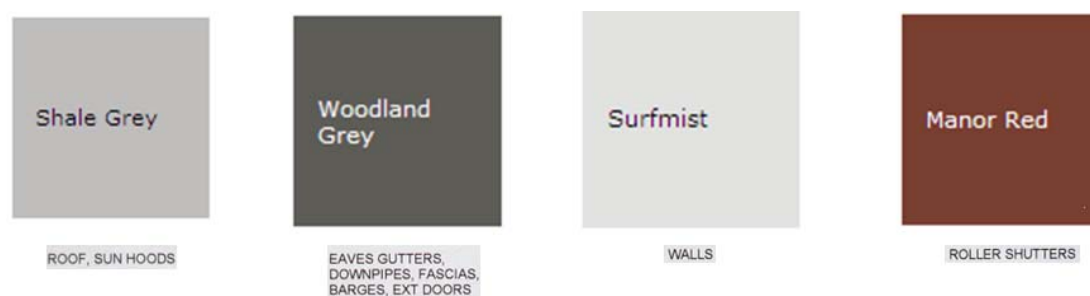 Shale Grey
Woodland
Grey
Surfmist
Manor Red
ROOF, SUN HOODS
EAVES GUTTERS,
DOWNPIPES, FASCIAS,
BARGES, EXT DOORS
WALLS
ROLLER SHUTTERS